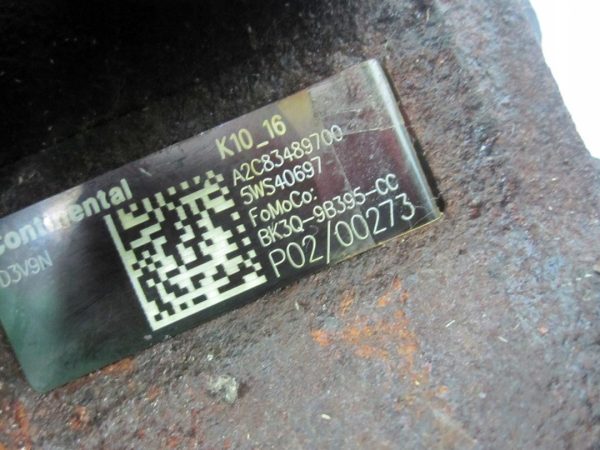 Continental
D3V9N
K10_16
A2C83489700
5WS40697
FoMoCo:
BK3Q-9B395-CC
P02/00273